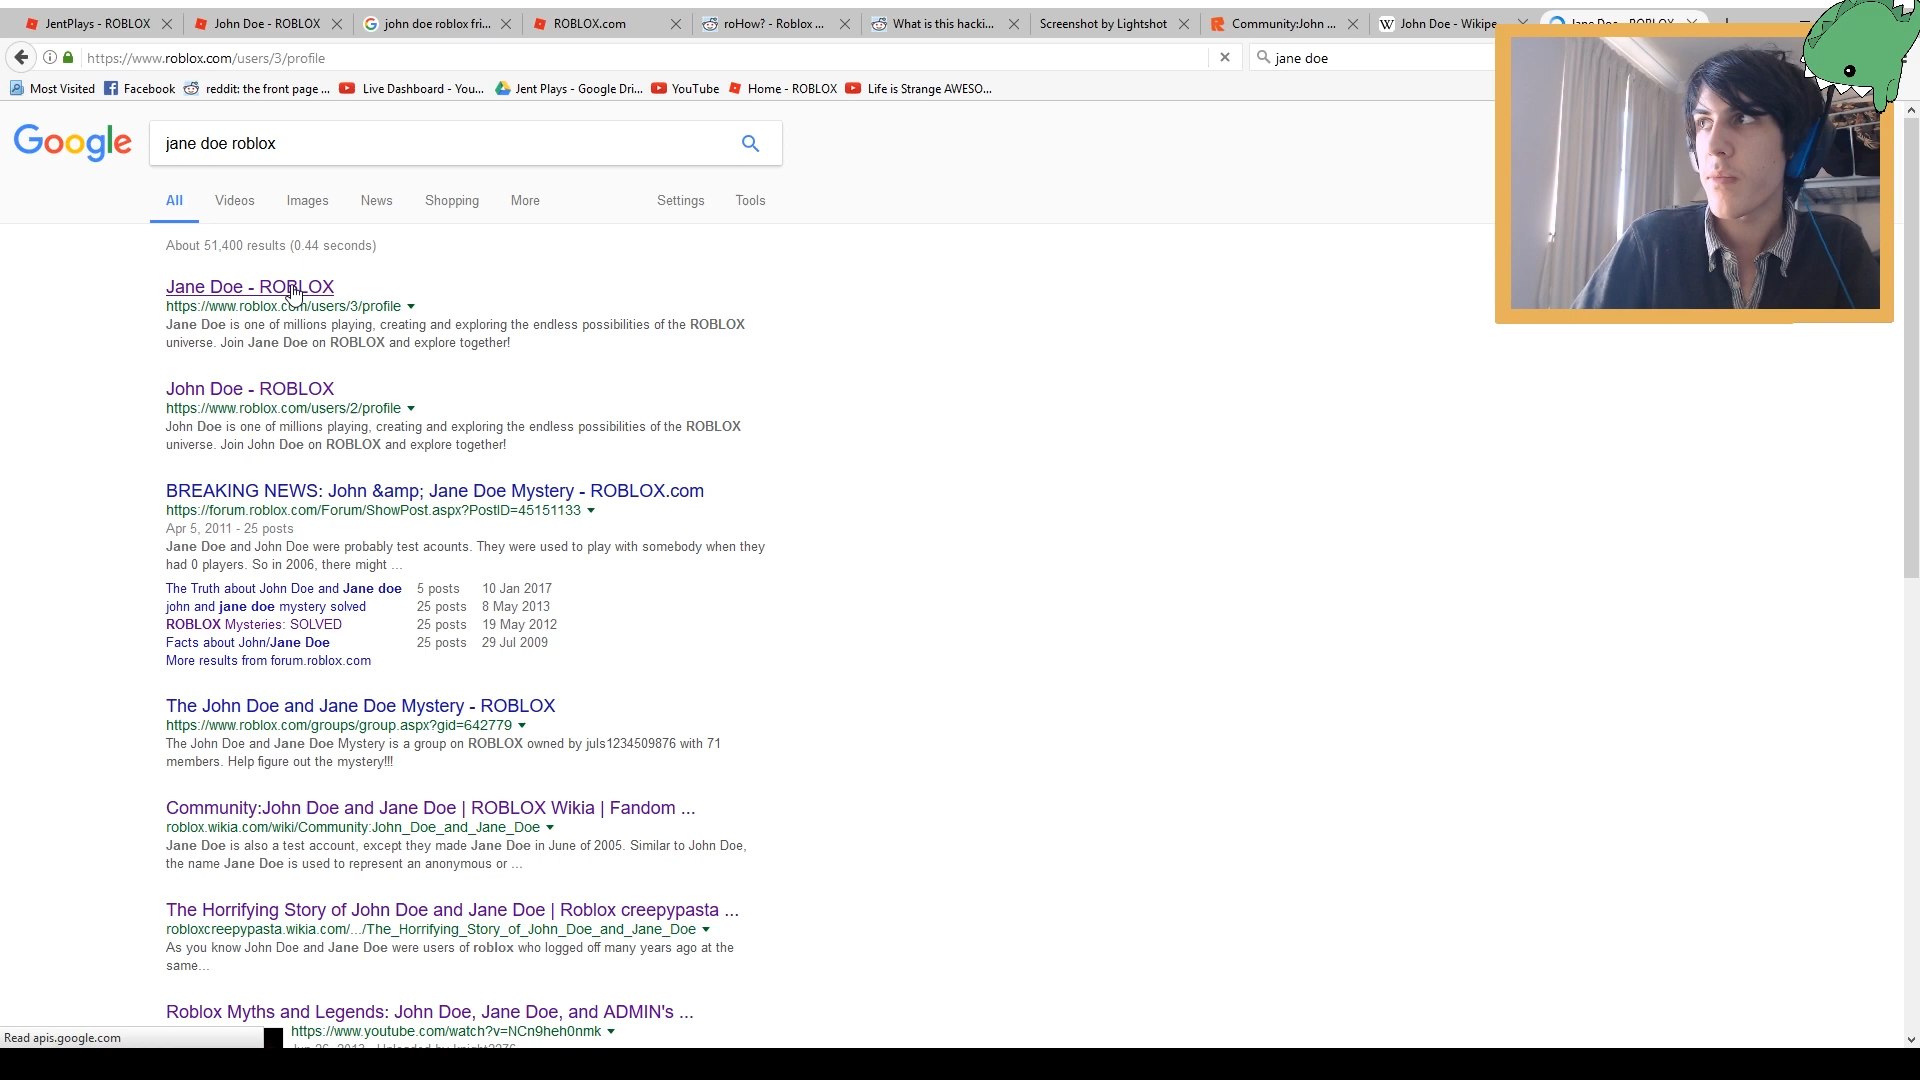 JentPlays - ROBLOX
John Doe - ROBLOX
john doe roblox fri...
ROBLOX.com
roHow? - Roblox ...
What is this hacki...
Screenshot by Lightshot
Community:John ...
John Doe - Wikipe
https://www.roblox.com/users/3/profile
jane doe
Most Visited
Facebook
reddit: the front page ...
Live Dashboard - You...
Jent Plays - Google Dri...
YouTube
Home - ROBLOX
Life is Strange AWESO...
Google
jane doe roblox
All
Videos
Images
News
Shopping
More
Settings
Tools
About 51,400 results (0.44 seconds)
Jane Doe - ROBLOX
https://www.roblox.com/users/3/profile
Jane Doe is one of millions playing, creating and exploring the endless possibilities of the ROBLOX
universe. Join Jane Doe on ROBLOX and explore together!
John Doe - ROBLOX
https://www.roblox.com/users/2/profile
John Doe is one of millions playing, creating and exploring the endless possibilities of the ROBLOX
universe. Join John Doe on ROBLOX and explore together!
BREAKING NEWS: John &amp; Jane Doe Mystery - ROBLOX.com
https://forum.roblox.com/Forum/ShowPost.aspx?PostID=45151133
Apr 5, 2011 - 25 posts
Jane Doe and John Doe were probably test acounts. They were used to play with somebody when they
had 0 players. So in 2006, there might ...
The Truth about John Doe and Jane doe 5 posts 10 Jan 2017
john and jane doe mystery solved 25 posts 8 May 2013
ROBLOX Mysteries: SOLVED 25 posts 19 May 2012
Facts about John/Jane Doe 25 posts 29 Jul 2009
More results from forum.roblox.com
The John Doe and Jane Doe Mystery - ROBLOX
https://www.roblox.com/groups/group.aspx?gid=642779
The John Doe and Jane Doe Mystery is a group on ROBLOX owned by juls1234509876 with 71
members. Help figure out the mystery!!!
Community:John Doe and Jane Doe | ROBLOX Wikia | Fandom ...
roblox.wikia.com/wiki/Community:John_Doe_and_Jane_Doe
Jane Doe is also a test account, except they made Jane Doe in June of 2005. Similar to John Doe,
the name Jane Doe is used to represent an anonymous or ...
The Horrifying Story of John Doe and Jane Doe | Roblox creepypasta ...
robloxcreepypasta.wikia.com/.../The_Horrifying_Story_of_John_Doe_and_Jane_Doe
As you know John Doe and Jane Doe were users of roblox who logged off many years ago at the
same...
Roblox Myths and Legends: John Doe, Jane Doe, and ADMIN's ...
https://www.youtube.com/watch?v=NCn9heh0nmk
Read apis.google.com